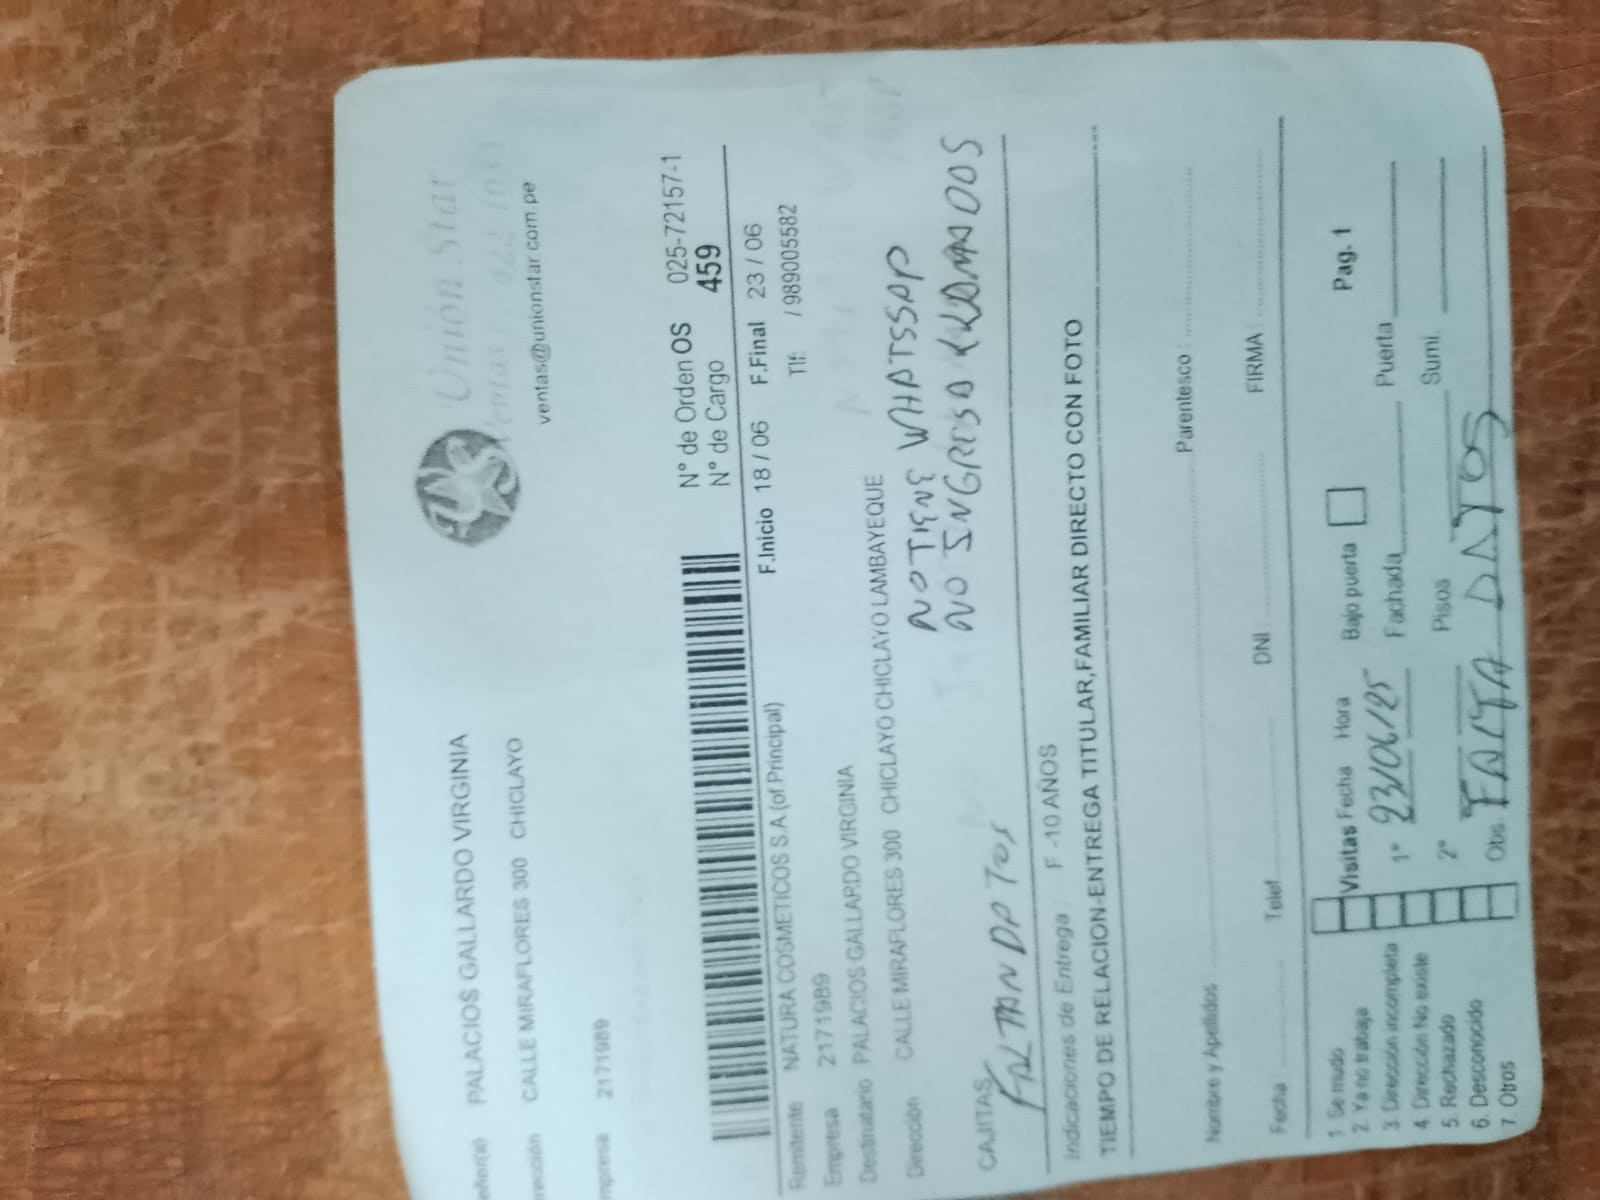 Unión Star
ventas@unionstar.com.pe
eñor(a) PALACIOS GALLARDO VIRGINIA
irección CALLE MIRAFLORES 300 CHICLAYO
mpresa 2171989
N° de Orden OS 025-72157-1
N° de Cargo 459
F.Inicio 18 / 06 F.Final 23 / 06
Remitente NATURA COSMETICOS S.A.(of.Principal) Tlf: / 989005582
Empresa 2171989
Destinatario PALACIOS GALLARDO VIRGINIA
Dirección CALLE MIRAFLORES 300 CHICLAYO CHICLAYO LAMBAYEQUE
NO TIENE WHATSSAP
NO INGRESA LLAMADOS
CAJITAS
FALTAN DATOS
Indicaciones de Entrega : F -10 AÑOS
TIEMPO DE RELACION-ENTREGA TITULAR,FAMILIAR DIRECTO CON FOTO
Nombre y Apellidos : Parentesco :
Fecha : Telef DNI : FIRMA :
1 Se mudo
2. Ya no trabaja
3. Dirección incompleta
4. Dirección No existe
5. Rechazado
6. Desconocido
7. Otros
Visitas Fecha Hora Bajo puerta Pag. 1
1° 23/06/25 Fachada Puerta
2° Pisos Sumi.
Obs. FALTA DATOS